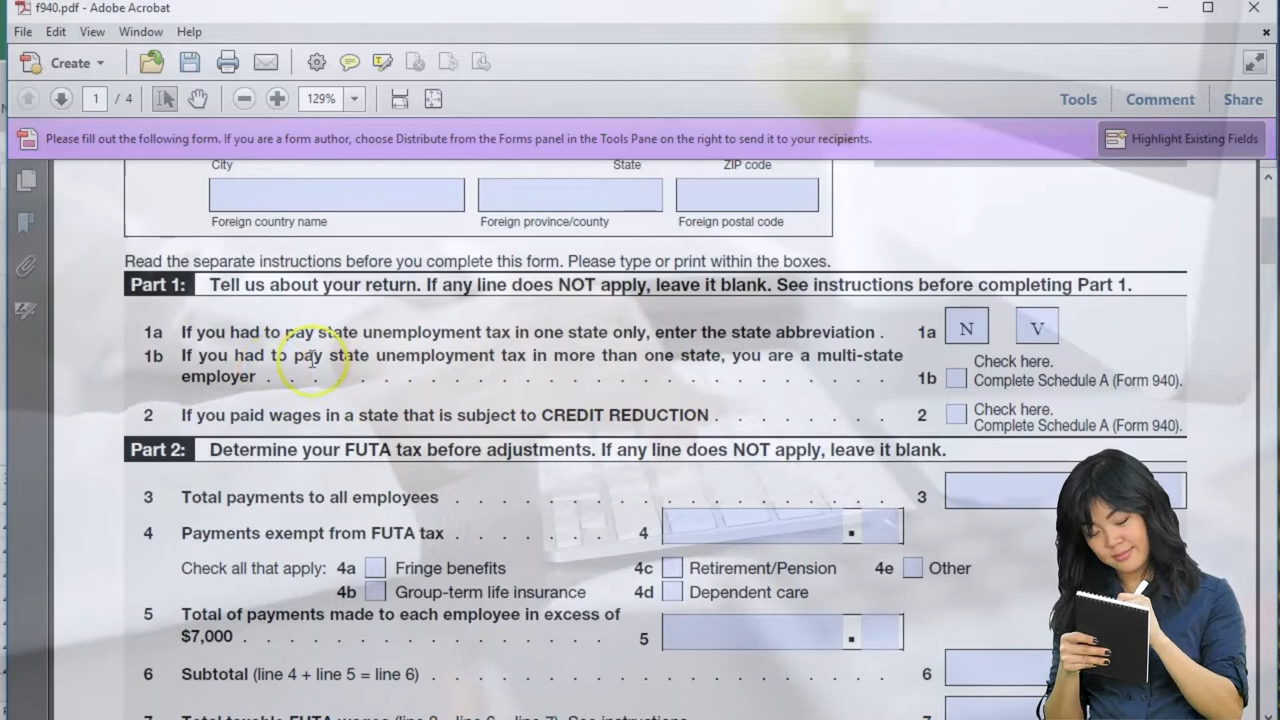 f940.pdf - Adobe Acrobat
File Edit View Window Help
Create
1 / 4 129% Tools Comment Share
Please fill out the following form. If you are a form author, choose Distribute from the Forms panel in the Tools Pane on the right to send it to your recipients. Highlight Existing Fields
City State ZIP code
Foreign country name Foreign province/county Foreign postal code
Read the separate instructions before you complete this form. Please type or print within the boxes.
Part 1: Tell us about your return. If any line does NOT apply, leave it blank. See instructions before completing Part 1.
1a If you had to pay state unemployment tax in one state only, enter the state abbreviation . 1a N V
1b If you had to pay state unemployment tax in more than one state, you are a multi-state
employer . . . . . . . . . . . . . . . . . . . . . . . . . . . 1b Check here.
Complete Schedule A (Form 940).
2 If you paid wages in a state that is subject to CREDIT REDUCTION . . . . . . . . 2 Check here.
Complete Schedule A (Form 940).
Part 2: Determine your FUTA tax before adjustments. If any line does NOT apply, leave it blank.
3 Total payments to all employees . . . . . . . . . . . . . . . . . . . 3
4 Payments exempt from FUTA tax . . . . . . . 4 .
Check all that apply: 4a Fringe benefits 4c Retirement/Pension 4e Other
4b Group-term life insurance 4d Dependent care
5 Total of payments made to each employee in excess of
$7,000 . . . . . . . . . . . . . . . . . 5 .
6 Subtotal (line 4 + line 5 = line 6) . . . . . . . . . . . . . . . . . . . . 6